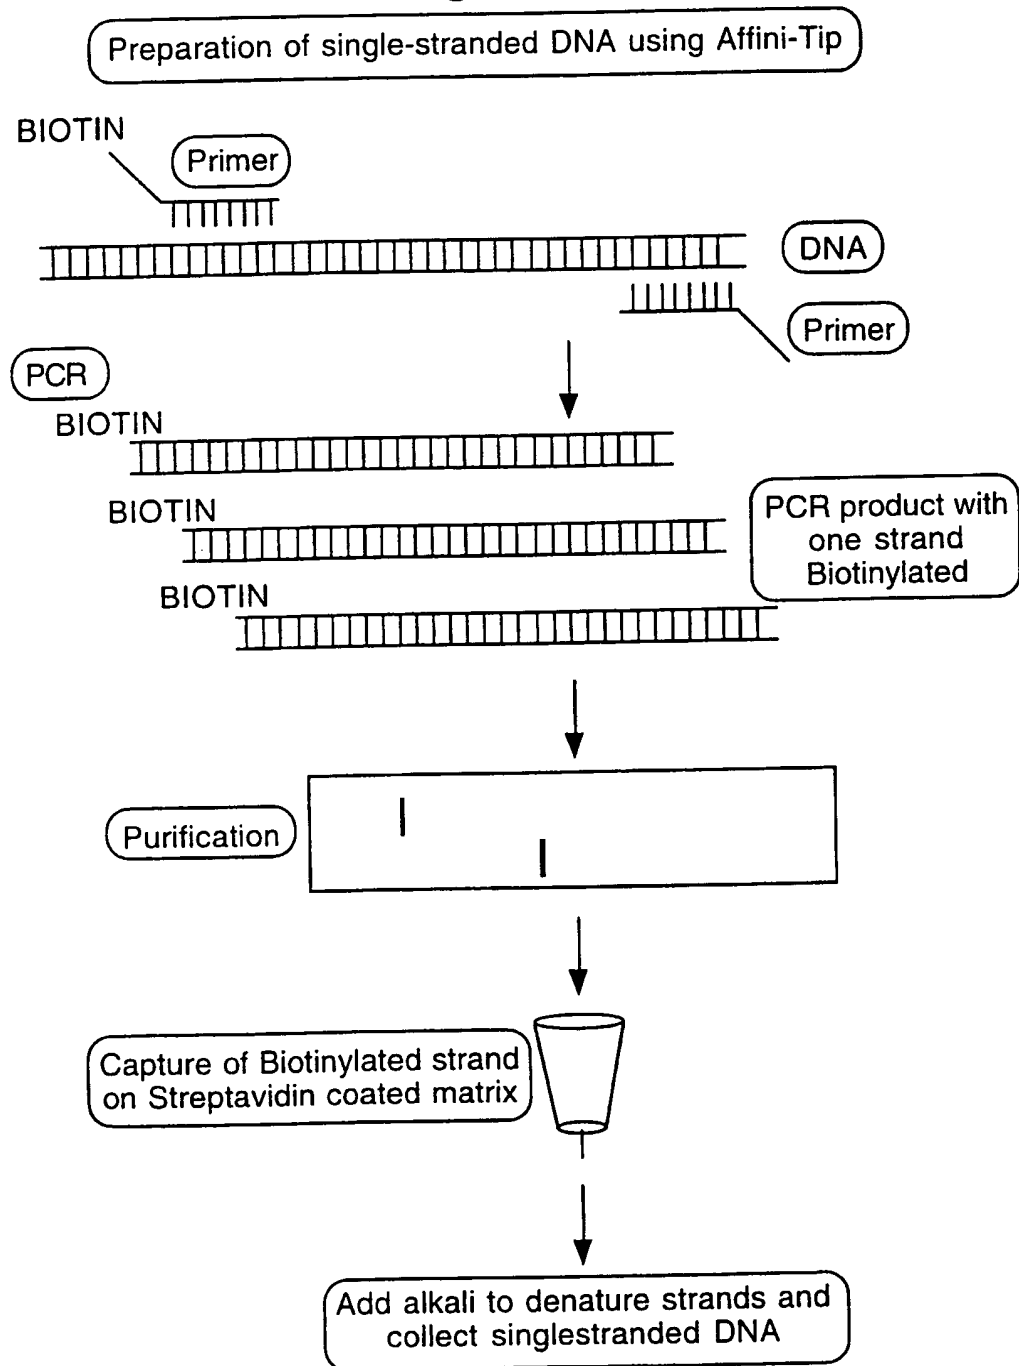 Preparation of single-stranded DNA using Affini-Tip
BIOTIN
Primer
DNA
Primer
PCR
BIOTIN
BIOTIN
PCR product with
one strand
Biotinylated
BIOTIN
Purification
Capture of Biotinylated strand
on Streptavidin coated matrix
Add alkali to denature strands and
collect singlestranded DNA